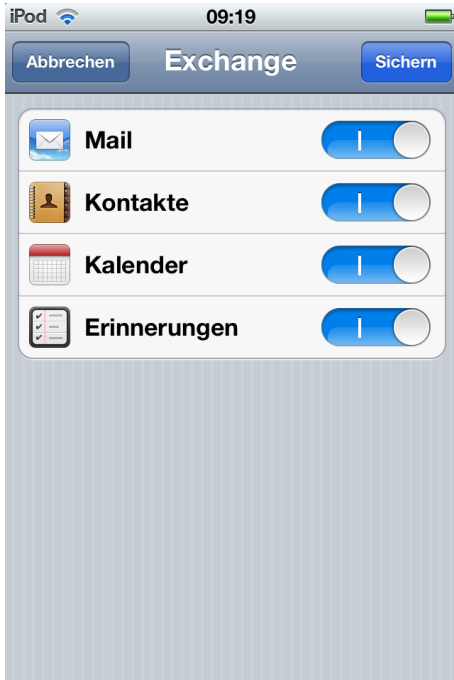 iPod 09:19
Abbrechen Exchange Sichern
Mail
Kontakte
Kalender
Erinnerungen